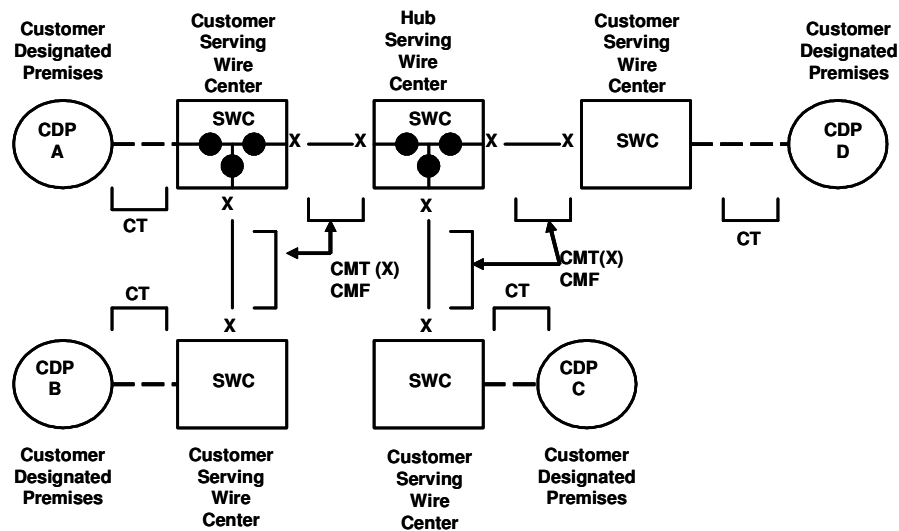 Customer
Designated
Premises
Customer
Serving
Wire
Center
Hub
Serving
Wire
Center
Customer
Serving
Wire
Center
Customer
Designated
Premises
CDP
A
SWC
X
X
SWC
X
X
SWC
CDP
D
CT
X
X
CT
CMT (X)
CMF
CMT(X)
CMF
CT
CT
X
X
CDP
B
SWC
SWC
CDP
C
Customer
Designated
Premises
Customer
Serving
Wire
Center
Customer
Serving
Wire
Center
Customer
Designated
Premises